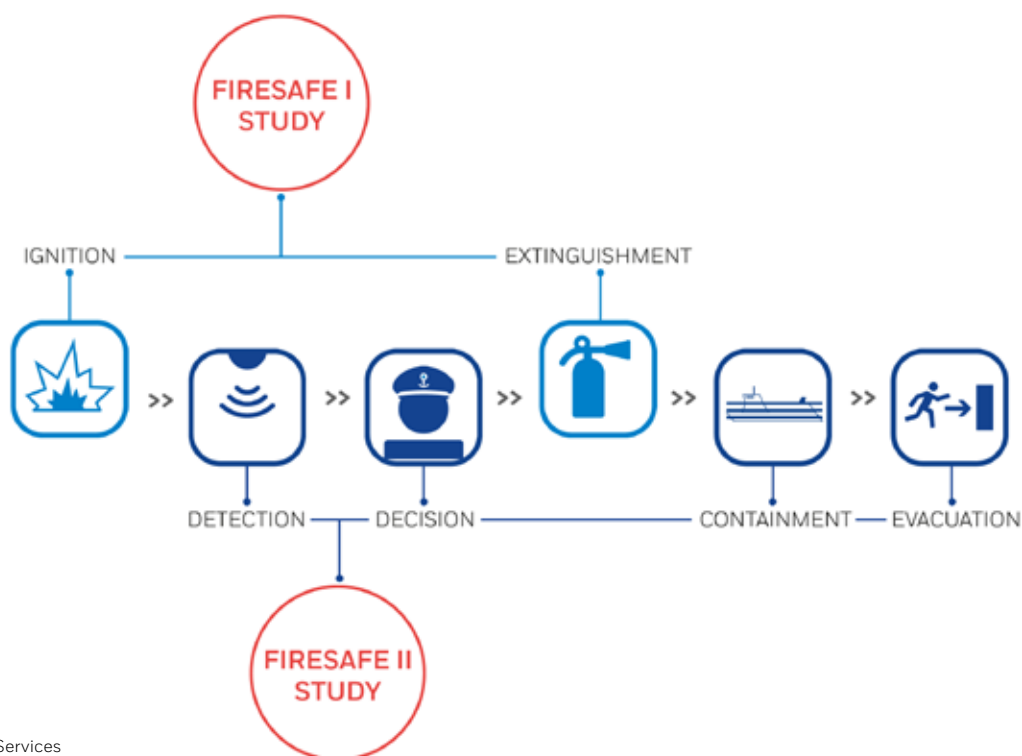 FIRESAFE I
STUDY
IGNITION
EXTINGUISHMENT
DETECTION
DECISION
CONTAINMENT
EVACUATION
FIRESAFE II
STUDY
Services